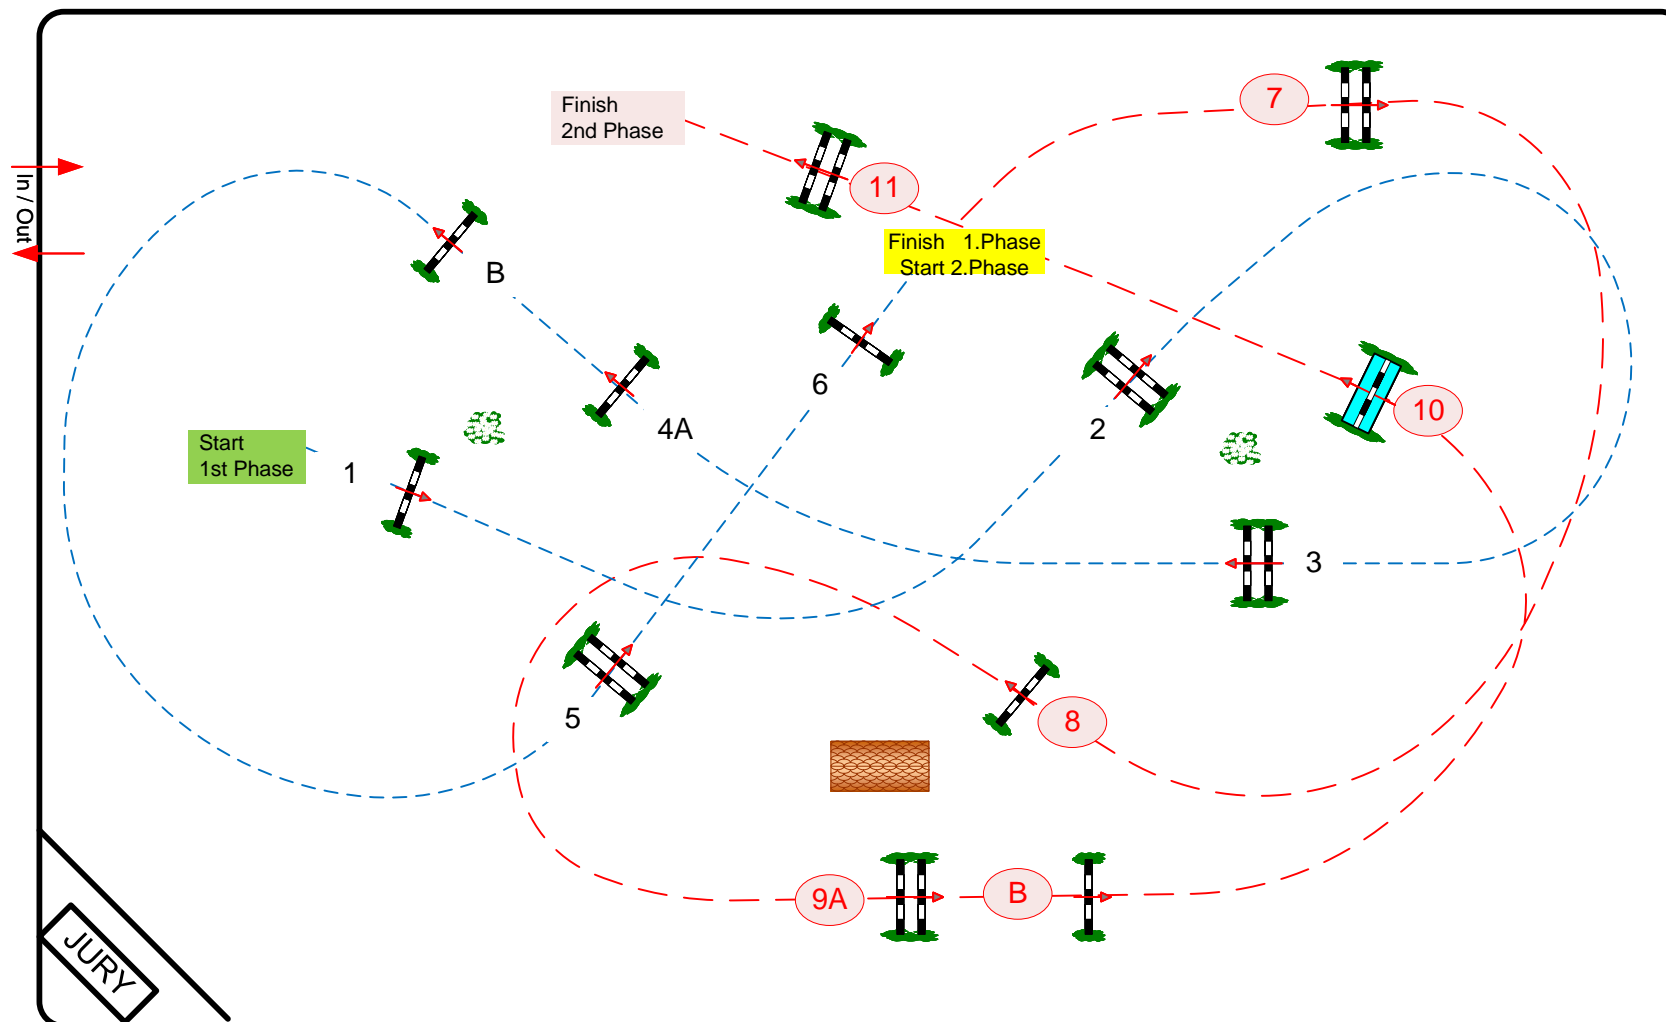 7
Finish
2nd Phase
11
In / Out
Finish 1.Phase
Start 2.Phase
B
6
4A
2
10
Start
1st Phase
1
3
5
8
9A
B
JURY